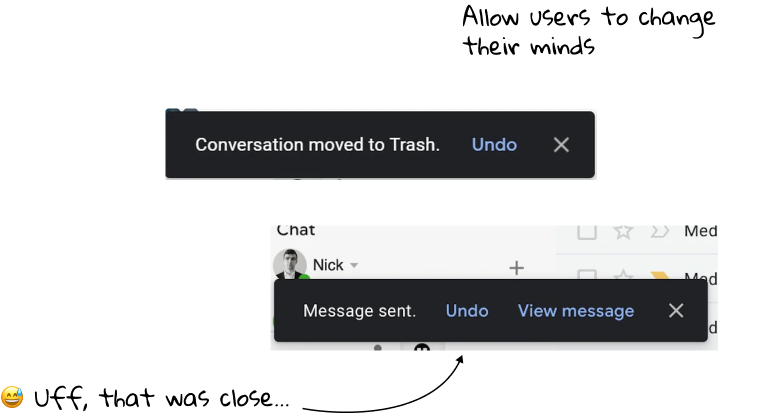 Allow users to change
their minds
Conversation moved to Trash. Undo
Chat
Med
Nick
Med
Message sent. Undo View message
d
😅 Uff, that was close...